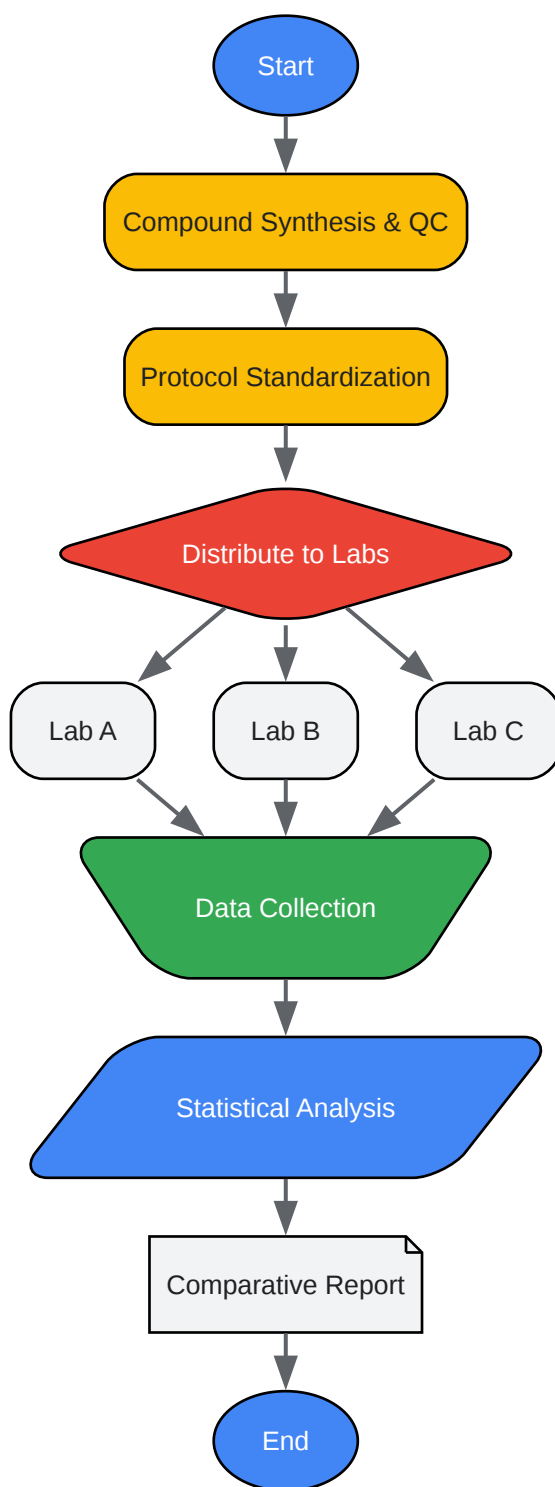 Start
Compound Synthesis & QC
Protocol Standardization
Distribute to Labs
Lab A
Lab B
Lab C
Data Collection
Statistical Analysis
Comparative Report
End